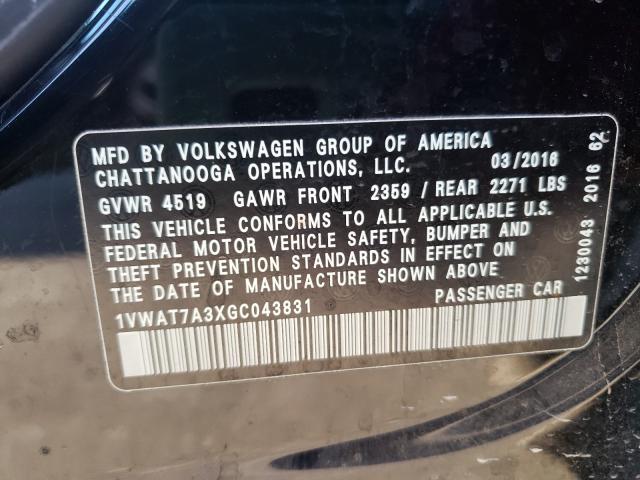 MFD BY VOLKSWAGEN GROUP OF AMERICA
CHATTANOOGA OPERATIONS, LLC. 03/2016
GVWR 4519 GAWR FRONT 2359 / REAR 2271 LBS
THIS VEHICLE CONFORMS TO ALL APPLICABLE U.S.
FEDERAL MOTOR VEHICLE SAFETY, BUMPER AND
THEFT PREVENTION STANDARDS IN EFFECT ON
THE DATE OF MANUFACTURE SHOWN ABOVE
1VWAT7A3XGC043831 PASSENGER CAR
1230043 2016 62